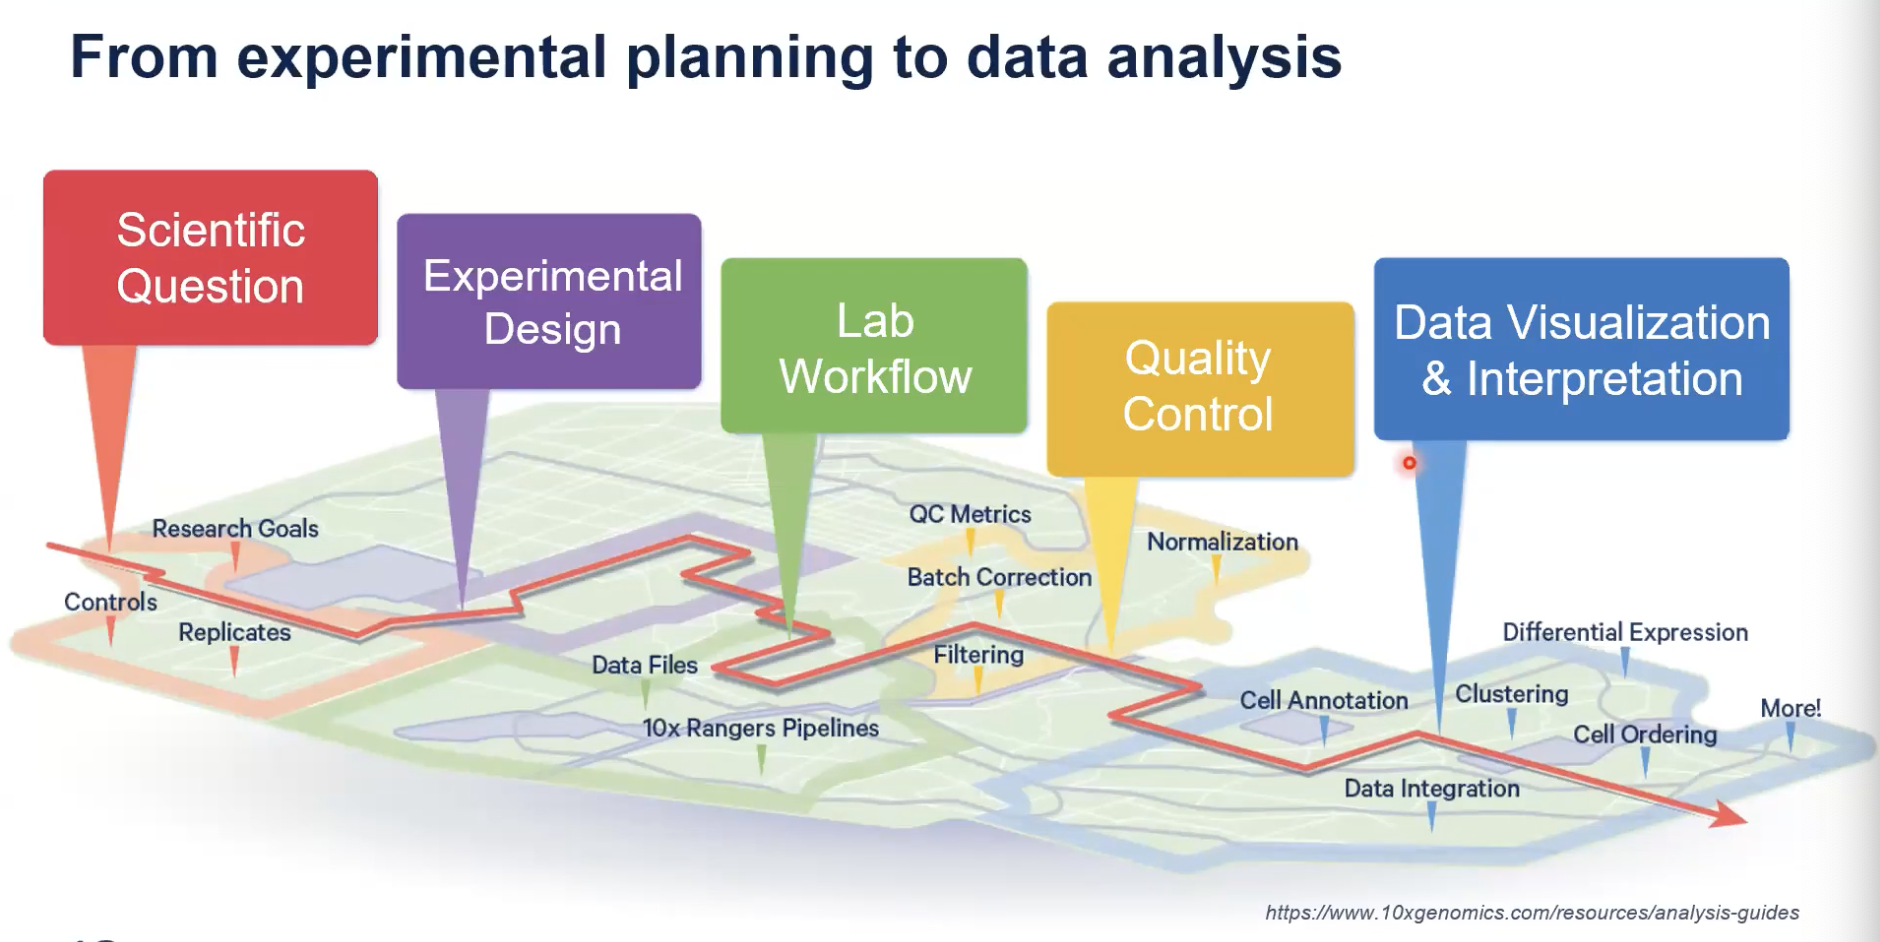 From experimental planning to data analysis
Scientific
Question
Experimental
Design
Lab
Workflow
Quality
Control
Data Visualization
& Interpretation
Research Goals
Controls
Replicates
Data Files
10x Rangers Pipelines
QC Metrics
Batch Correction
Normalization
Filtering
Cell Annotation
Clustering
Differential Expression
Cell Ordering
More!
Data Integration
https://www.10xgenomics.com/resources/analysis-guides